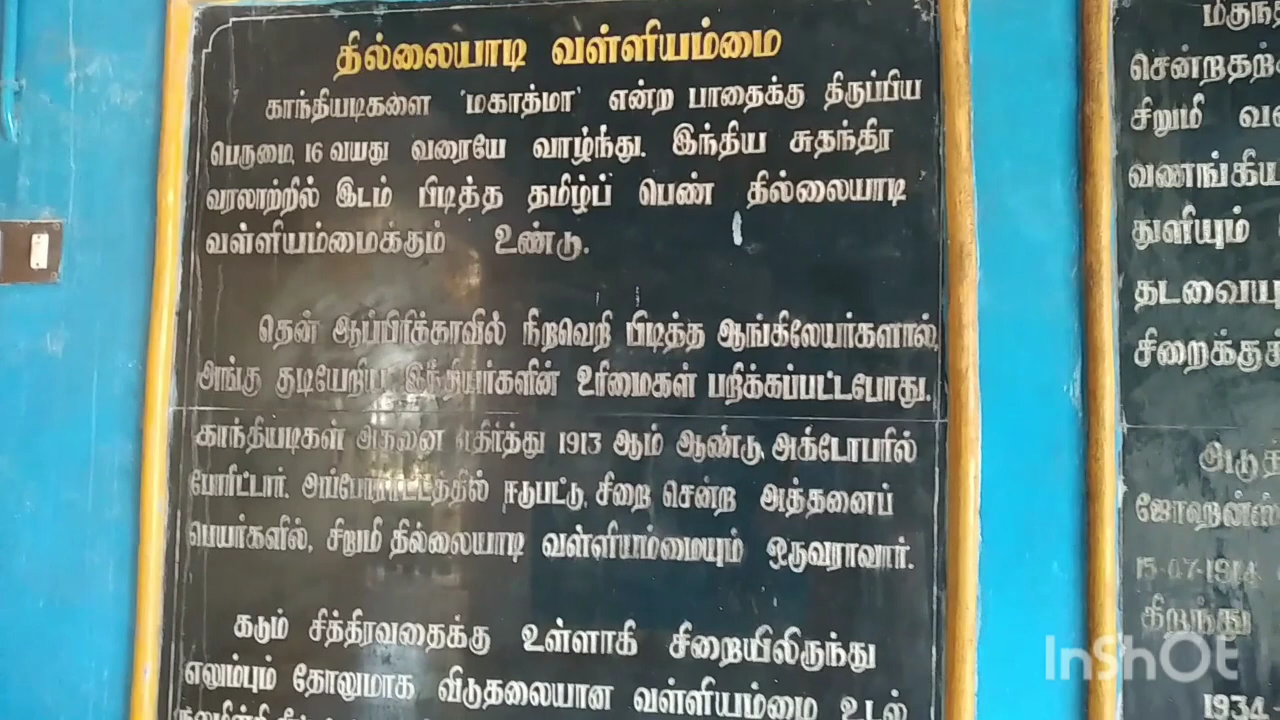 தில்லையாடி வள்ளியம்மை
காந்தியடிகளை 'மகாத்மா' என்ற பாதைக்கு திருப்பிய
பெருமை, 16 வயது வரையே வாழ்ந்து. இந்திய சுதந்திர
வரலாற்றில் இடம் பிடித்த தமிழ்ப் பெண் தில்லையாடி
வள்ளியம்மைக்கும் உண்டு.
தென் ஆப்பிரிக்காவில் நிறவெறி பிடித்த ஆங்கிலேயர்களால்,
அங்கு குடியேறிய இந்தியர்களின் உரிமைகள் பறிக்கப்பட்டபோது.
காந்தியடிகள் அதனை எதிர்த்து 1913 ஆம் ஆண்டு, அக்டோபரில்
போரிட்டார். அப்போராட்டத்தில் ஈடுபட்டு, சிறை சென்ற அத்தனைப்
பெயர்களில், சிறுமி தில்லையாடி வள்ளியம்மையும் ஒருவராவார்.
கடும் சித்திரவதைக்கு உள்ளாகி சிறையிலிருந்து
எலும்பும் தோலுமாக விடுதலையான வள்ளியம்மை உடல்
சென்றதற்
சிறுமி
வணங்கிய
துளியும்
தடவைய
அடுத்
15-07-1914
கிறந்து
1934-
InShOt